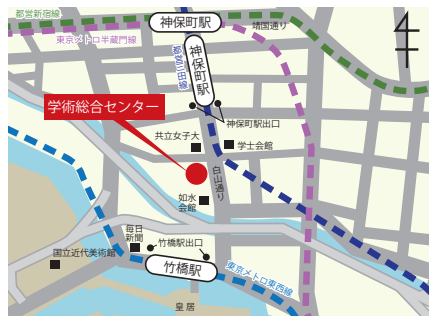 都営新宿線
神保町駅
靖国通り
東京メトロ半蔵門線
都営三田線
神保町駅
学術総合センター
神保町駅出口
共立女子大
学士会館
白山通り
如水
会館
毎日
新聞
竹橋駅出口
国立近代美術館
竹橋駅
東京メトロ東西線
皇居